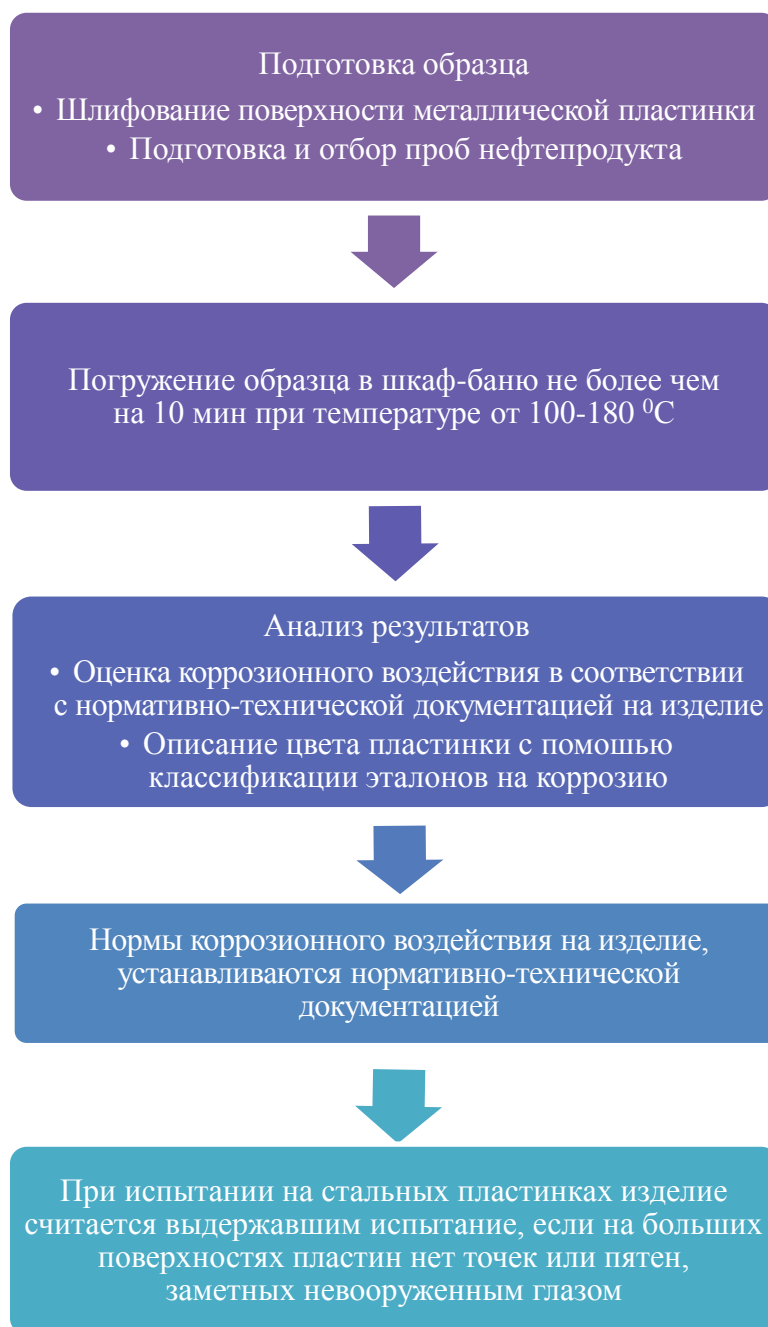 Подготовка образца
• Шлифование поверхности металлической пластинки
• Подготовка и отбор проб нефтепродукта
Погружение образца в шкаф-баню не более чем
на 10 мин при температуре от 100-180 ⁰С
Анализ результатов
• Оценка коррозионного воздействия в соответствии
с нормативно-технической документацией на изделие
• Описание цвета пластинки с помошью
классификации эталонов на коррозию
Нормы коррозионного воздействия на изделие,
устанавливаются нормативно-технической
документацией
При испытании на стальных пластинках изделие
считается выдержавшим испытание, если на больших
поверхностях пластин нет точек или пятен,
заметных невооруженным глазом